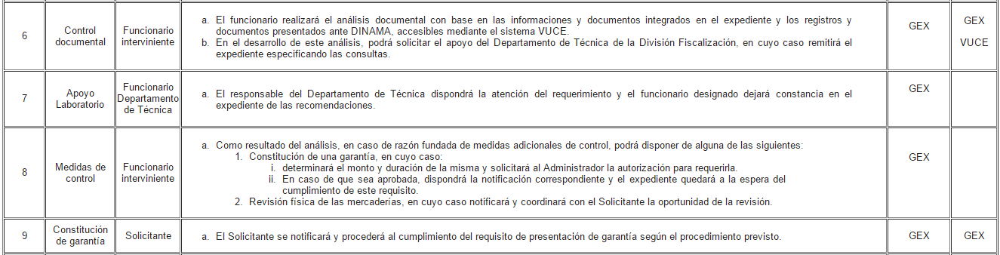 6
Control
documental
Funcionario
interviniente
a. El funcionario realizará el análisis documental con base en las informaciones y documentos integrados en el expediente y los registros y
documentos presentados ante DINAMA, accesibles mediante el sistema VUCE.
b. En el desarrollo de este análisis, podrá solicitar el apoyo del Departamento de Técnica de la División Fiscalización, en cuyo caso remitirá el
expediente especificando las consultas.
GEX
GEX
VUCE
7
Apoyo
Laboratorio
Funcionario
Departamento
de Técnica
a. El responsable del Departamento de Técnica dispondrá la atención del requerimiento y el funcionario designado dejará constancia en el
expediente de las recomendaciones.
GEX
8
Medidas de
control
Funcionario
interviniente
a. Como resultado del análisis, en caso de razón fundada de medidas adicionales de control, podrá disponer de alguna de las siguientes:
1. Constitución de una garantía, en cuyo caso:
i. determinará el monto y duración de la misma y solicitará al Administrador la autorización para requerirla.
ii. En caso de que sea aprobada, dispondrá la notificación correspondiente y el expediente quedará a la espera del
cumplimiento de este requisito.
2. Revisión física de las mercaderías, en cuyo caso notificará y coordinará con el Solicitante la oportunidad de la revisión.
GEX
9
Constitución
de garantía
Solicitante
a. El Solicitante se notificará y procederá al cumplimiento del requisito de presentación de garantía según el procedimiento previsto.
GEX
GEX